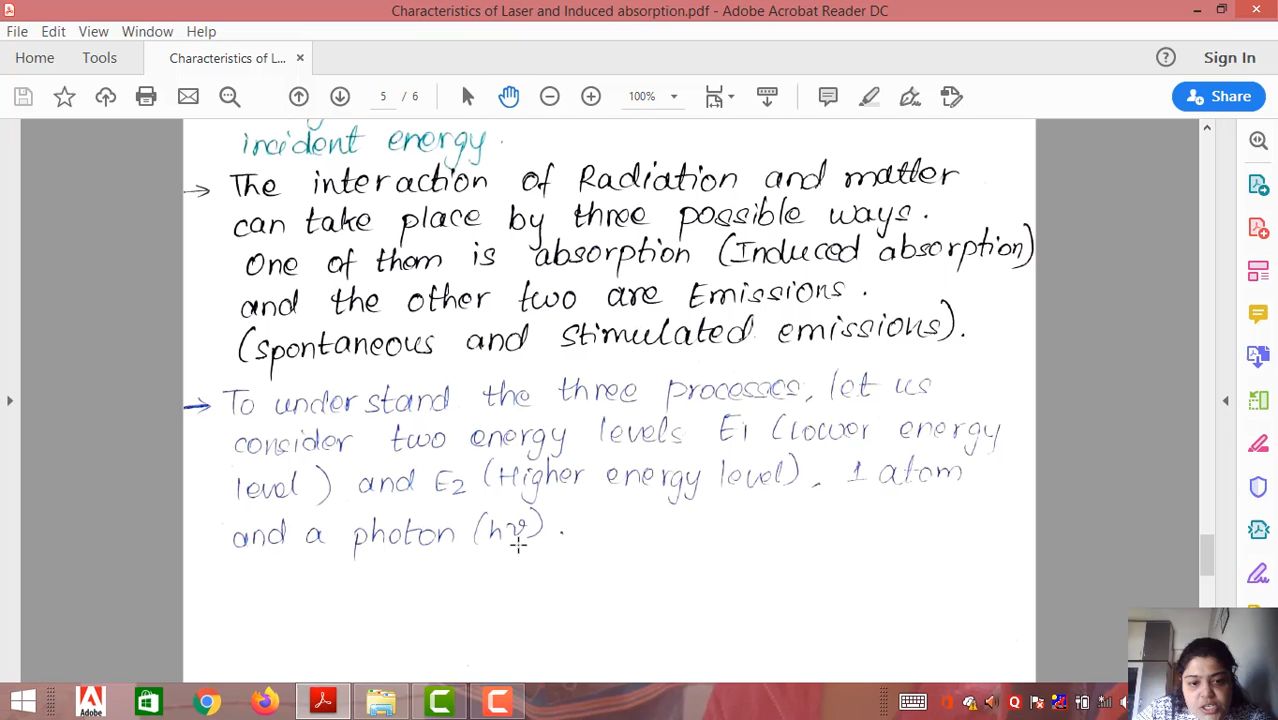 Characteristics of Laser and Induced absorption.pdf - Adobe Acrobat Reader DC
File Edit View Window Help
Home Tools Characteristics of L... × Sign In
5 / 6 100% Share
incident energy.
→ The interaction of Radiation and matter
can take place by three possible ways.
One of them is absorption (Induced absorption)
and the other two are Emissions.
(spontaneous and stimulated emissions).
→ To understand the three processes, let us
consider two energy levels E1 (lower energy
level) and E2 (Higher energy level), 1 atom
and a photon (hν).
Adobe